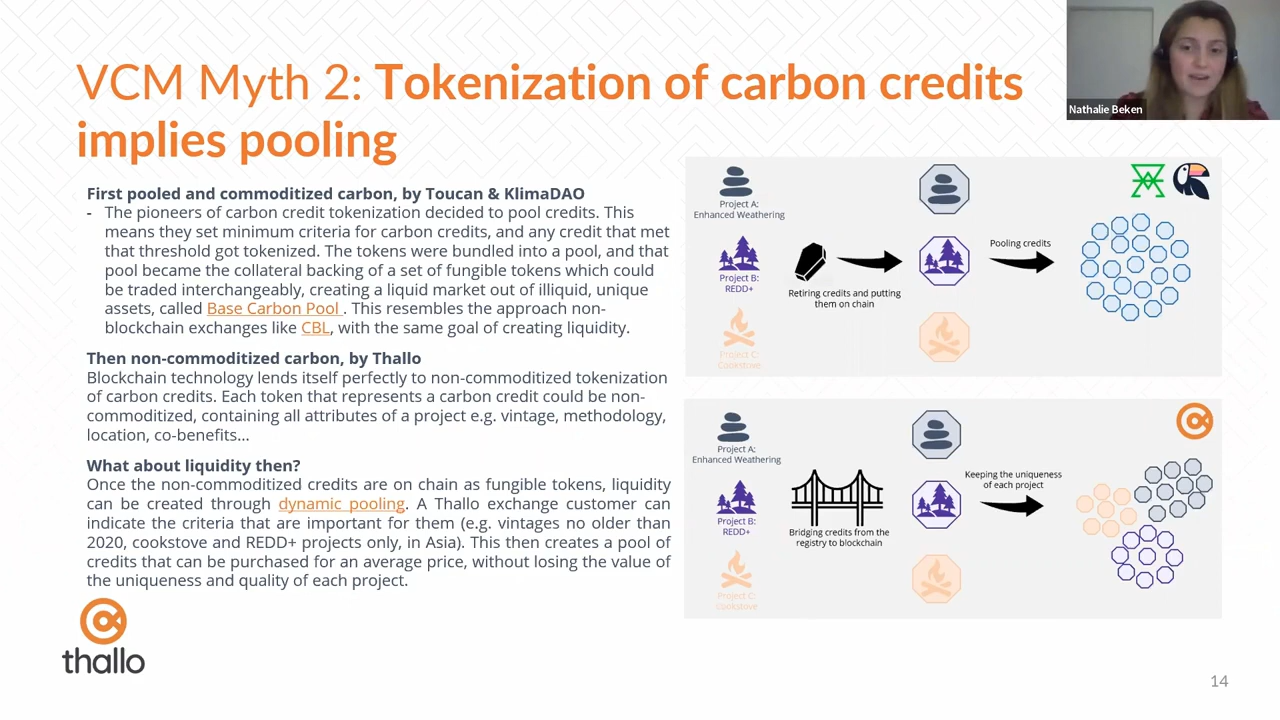 VCM Myth 2: Tokenization of carbon credits
implies pooling
Nathalie Beken
First pooled and commoditized carbon, by Toucan & KlimaDAO
- The pioneers of carbon credit tokenization decided to pool credits. This
means they set minimum criteria for carbon credits, and any credit that met
that threshold got tokenized. The tokens were bundled into a pool, and that
pool became the collateral backing of a set of fungible tokens which could
be traded interchangeably, creating a liquid market out of illiquid, unique
assets, called Base Carbon Pool . This resembles the approach non-
blockchain exchanges like CBL, with the same goal of creating liquidity.
Then non-commoditized carbon, by Thallo
Blockchain technology lends itself perfectly to non-commoditized tokenization
of carbon credits. Each token that represents a carbon credit could be non-
commoditized, containing all attributes of a project e.g. vintage, methodology,
location, co-benefits...
What about liquidity then?
Once the non-commoditized credits are on chain as fungible tokens, liquidity
can be created through dynamic pooling. A Thallo exchange customer can
indicate the criteria that are important for them (e.g. vintages no older than
2020, cookstove and REDD+ projects only, in Asia). This then creates a pool of
credits that can be purchased for an average price, without losing the value of
the uniqueness and quality of each project.
Project A:
Enhanced Weathering
Project B:
REDD+
Project C:
Cookstove
Retiring credits and putting
them on chain
Pooling credits
Project A:
Enhanced Weathering
Project B:
REDD+
Project C:
Cookstove
Bridging credits from the
registry to blockchain
Keeping the uniqueness
of each project
thallo
14